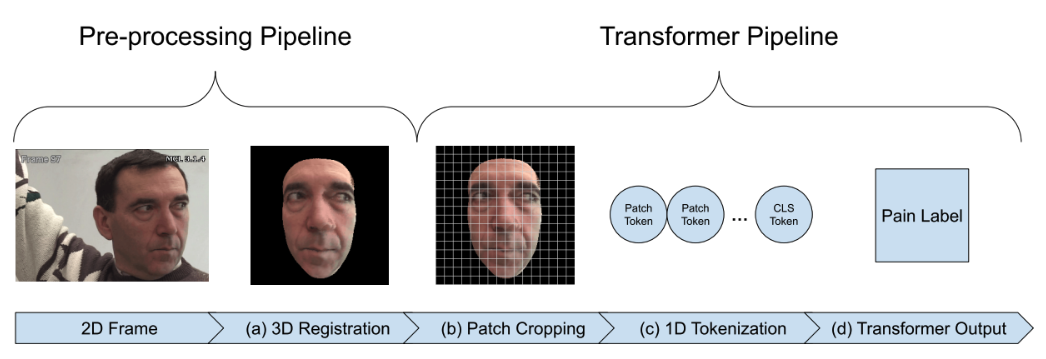 Pre-processing Pipeline
Transformer Pipeline
Frame 57
MCL 3.1.4
Patch
Token
Patch
Token
...
CLS
Token
Pain Label
2D Frame
(a) 3D Registration
(b) Patch Cropping
(c) 1D Tokenization
(d) Transformer Output